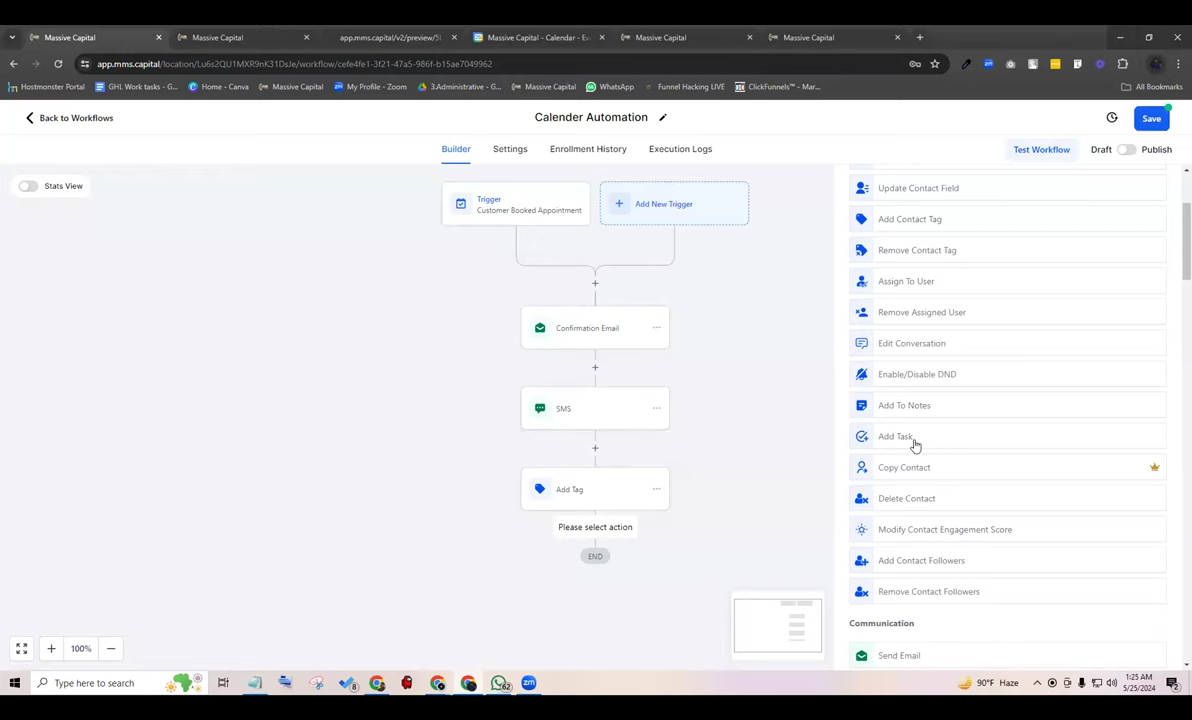 Massive Capital
Massive Capital
app.mms.capital/v2/preview/5l
Massive Capital - Calendar - Ev
Massive Capital
Massive Capital
app.mms.capital/location/Lu6s2QU1MXR9nK31DsJe/workflow/cefe4fe1-3f21-47a5-986f-b15ae7049962
Hostmonster Portal
GHL Work tasks - G...
Home - Canva
Massive Capital
My Profile - Zoom
3.Administrative - G...
Massive Capital
WhatsApp
Funnel Hacking LIVE
ClickFunnels™ - Mar...
All Bookmarks
Back to Workflows
Calender Automation
Save
Builder
Settings
Enrollment History
Execution Logs
Test Workflow
Draft
Publish
Stats View
Trigger
Customer Booked Appointment
Add New Trigger
Confirmation Email
SMS
Add Tag
Please select action
END
100%
Update Contact Field
Add Contact Tag
Remove Contact Tag
Assign To User
Remove Assigned User
Edit Conversation
Enable/Disable DND
Add To Notes
Add Task
Copy Contact
Delete Contact
Modify Contact Engagement Score
Add Contact Followers
Remove Contact Followers
Communication
Send Email
Type here to search
8
62
90°F Haze
1:25 AM
5/25/2024
2